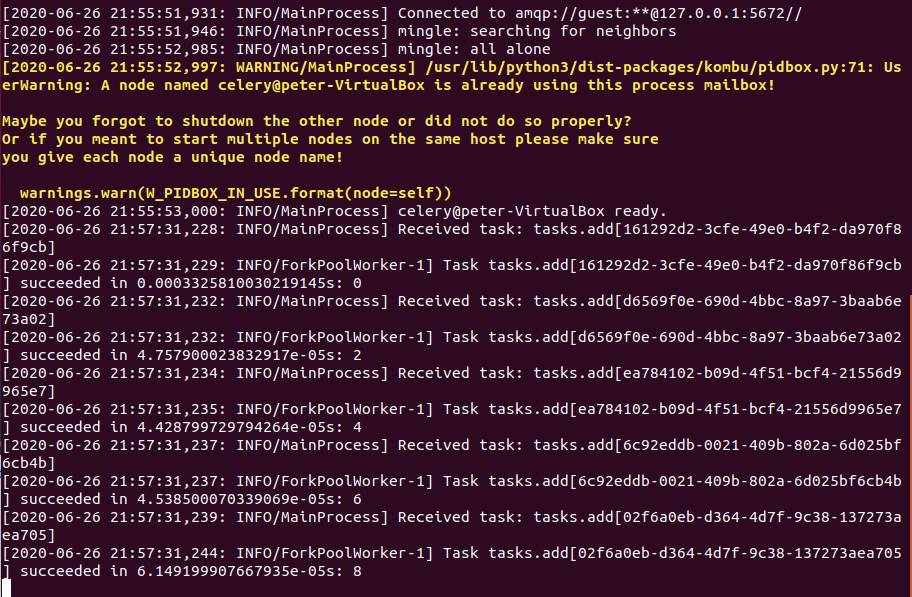 [2020-06-26 21:55:51,931: INFO/MainProcess] Connected to amqp://guest:**@127.0.0.1:5672//
[2020-06-26 21:55:51,946: INFO/MainProcess] mingle: searching for neighbors
[2020-06-26 21:55:52,985: INFO/MainProcess] mingle: all alone
[2020-06-26 21:55:52,997: WARNING/MainProcess] /usr/lib/python3/dist-packages/kombu/pidbox.py:71: Us
erWarning: A node named celery@peter-VirtualBox is already using this process mailbox!

Maybe you forgot to shutdown the other node or did not do so properly?
Or if you meant to start multiple nodes on the same host please make sure
you give each node a unique node name!

  warnings.warn(W_PIDBOX_IN_USE.format(node=self))
[2020-06-26 21:55:53,000: INFO/MainProcess] celery@peter-VirtualBox ready.
[2020-06-26 21:57:31,228: INFO/MainProcess] Received task: tasks.add[161292d2-3cfe-49e0-b4f2-da970f8
6f9cb]
[2020-06-26 21:57:31,229: INFO/ForkPoolWorker-1] Task tasks.add[161292d2-3cfe-49e0-b4f2-da970f86f9cb
] succeeded in 0.0003325810030219145s: 0
[2020-06-26 21:57:31,232: INFO/MainProcess] Received task: tasks.add[d6569f0e-690d-4bbc-8a97-3baab6e
73a02]
[2020-06-26 21:57:31,232: INFO/ForkPoolWorker-1] Task tasks.add[d6569f0e-690d-4bbc-8a97-3baab6e73a02
] succeeded in 4.757900023832917e-05s: 2
[2020-06-26 21:57:31,234: INFO/MainProcess] Received task: tasks.add[ea784102-b09d-4f51-bcf4-21556d9
965e7]
[2020-06-26 21:57:31,235: INFO/ForkPoolWorker-1] Task tasks.add[ea784102-b09d-4f51-bcf4-21556d9965e7
] succeeded in 4.428799729794264e-05s: 4
[2020-06-26 21:57:31,237: INFO/MainProcess] Received task: tasks.add[6c92eddb-0021-409b-802a-6d025bf
6cb4b]
[2020-06-26 21:57:31,237: INFO/ForkPoolWorker-1] Task tasks.add[6c92eddb-0021-409b-802a-6d025bf6cb4b
] succeeded in 4.538500070339069e-05s: 6
[2020-06-26 21:57:31,239: INFO/MainProcess] Received task: tasks.add[02f6a0eb-d364-4d7f-9c38-137273a
ea705]
[2020-06-26 21:57:31,244: INFO/ForkPoolWorker-1] Task tasks.add[02f6a0eb-d364-4d7f-9c38-137273aea705
] succeeded in 6.149199907667935e-05s: 8